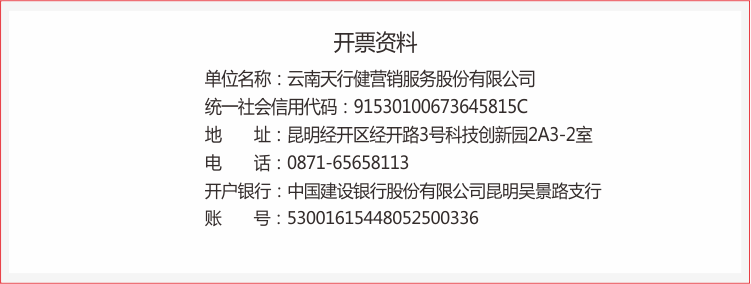 开票资料
单位名称：云南天行健营销服务股份有限公司
统一社会信用代码：91530100673645815C
地　　址：昆明经开区经开路3号科技创新园2A3-2室
电　　话：0871-65658113
开户银行：中国建设银行股份有限公司昆明吴景路支行
账　　号：53001615448052500336